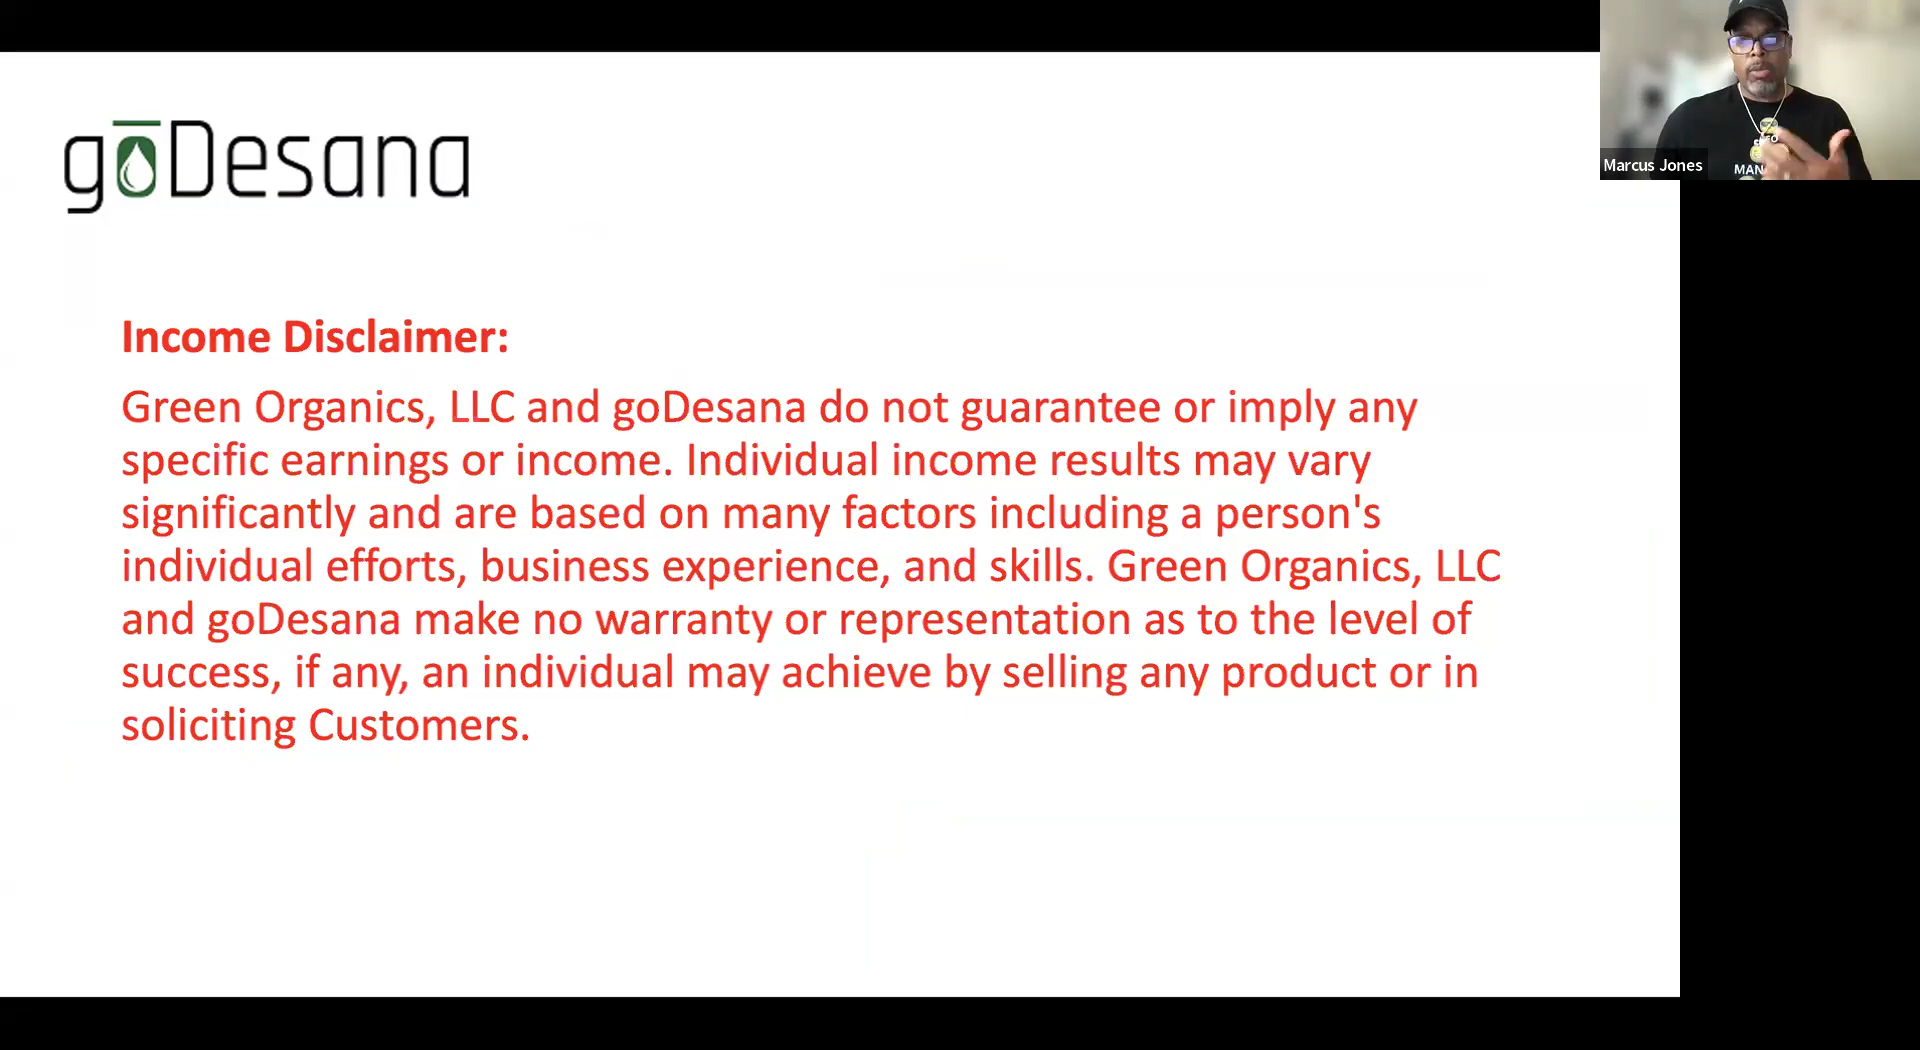 gōDesana
Marcus Jones
MAN
Income Disclaimer:
Green Organics, LLC and goDesana do not guarantee or imply any
specific earnings or income. Individual income results may vary
significantly and are based on many factors including a person's
individual efforts, business experience, and skills. Green Organics, LLC
and goDesana make no warranty or representation as to the level of
success, if any, an individual may achieve by selling any product or in
soliciting Customers.